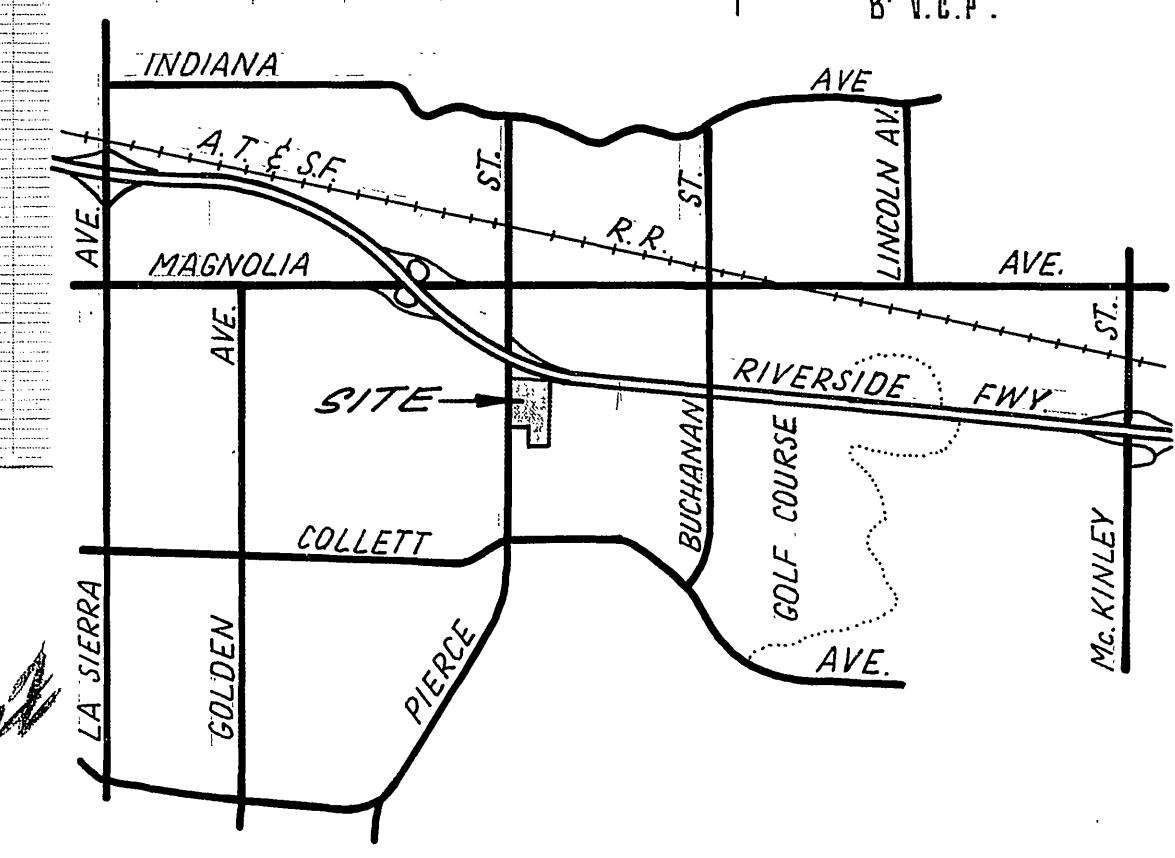 8" V.C.P.
INDIANA AVE
A. T. & S.F. R. R.
LINCOLN AV.
MAGNOLIA AVE.
LA SIERRA AVE.
GOLDEN AVE.
PIERCE ST.
BUCHANAN ST.
Mc. KINLEY ST.
RIVERSIDE FWY.
SITE
GOLF COURSE
COLLETT AVE.